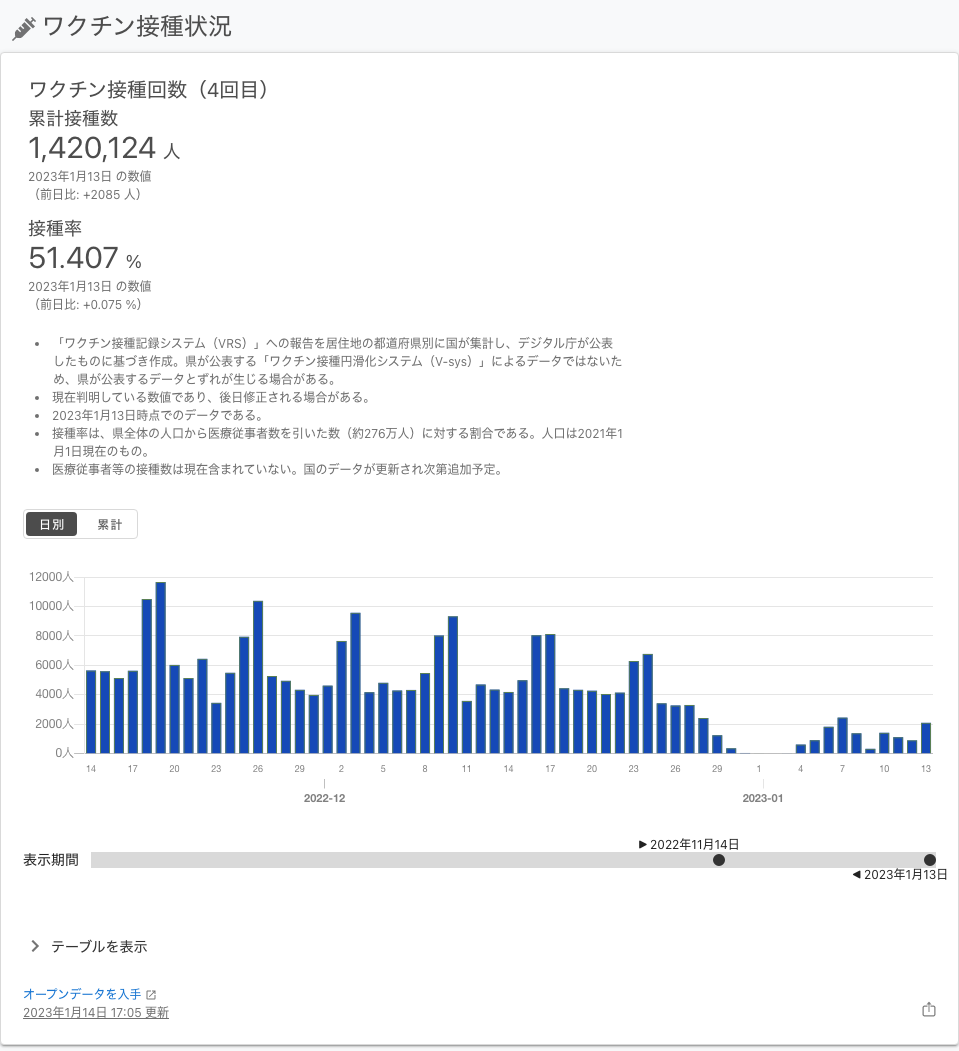 ワクチン接種状況
ワクチン接種回数（4回目）
累計接種数
1,420,124 人
2023年1月13日 の数値
（前日比: +2085 人）
接種率
51.407 %
2023年1月13日 の数値
（前日比: +0.075 %）
• 「ワクチン接種記録システム（VRS）」への報告を居住地の都道府県別に国が集計し、デジタル庁が公表
したものに基づき作成。県が公表する「ワクチン接種円滑化システム（V-sys）」によるデータではないた
め、県が公表するデータとずれが生じる場合がある。
• 現在判明している数値であり、後日修正される場合がある。
• 2023年1月13日時点でのデータである。
• 接種率は、県全体の人口から医療従事者数を引いた数（約276万人）に対する割合である。人口は2021年1
月1日現在のもの。
• 医療従事者等の接種数は現在含まれていない。国のデータが更新され次第追加予定。
日別 累計
12000人
10000人
8000人
6000人
4000人
2000人
0人
14 17 20 23 26 29 2 5 8 11 14 17 20 23 26 29 1 4 7 10 13
2022-12 2023-01
▶ 2022年11月14日
表示期間
◀ 2023年1月13日
テーブルを表示
オープンデータを入手
2023年1月14日 17:05 更新